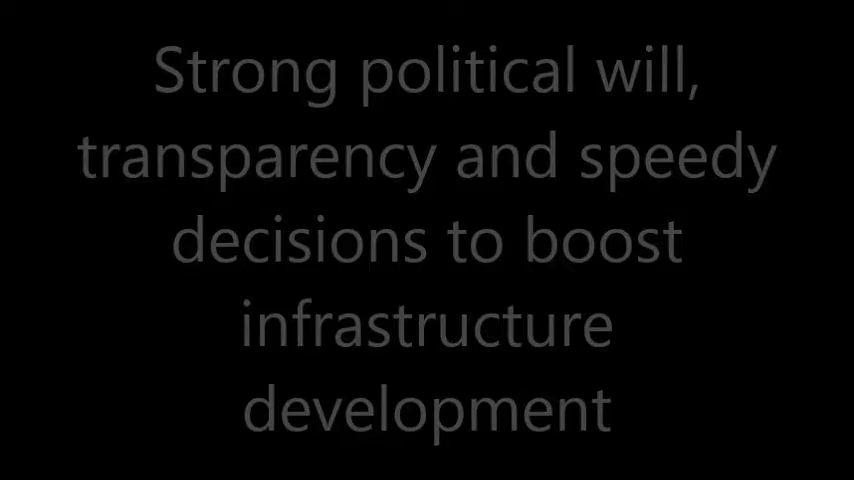 Strong political will,
transparency and speedy
decisions to boost
infrastructure
development